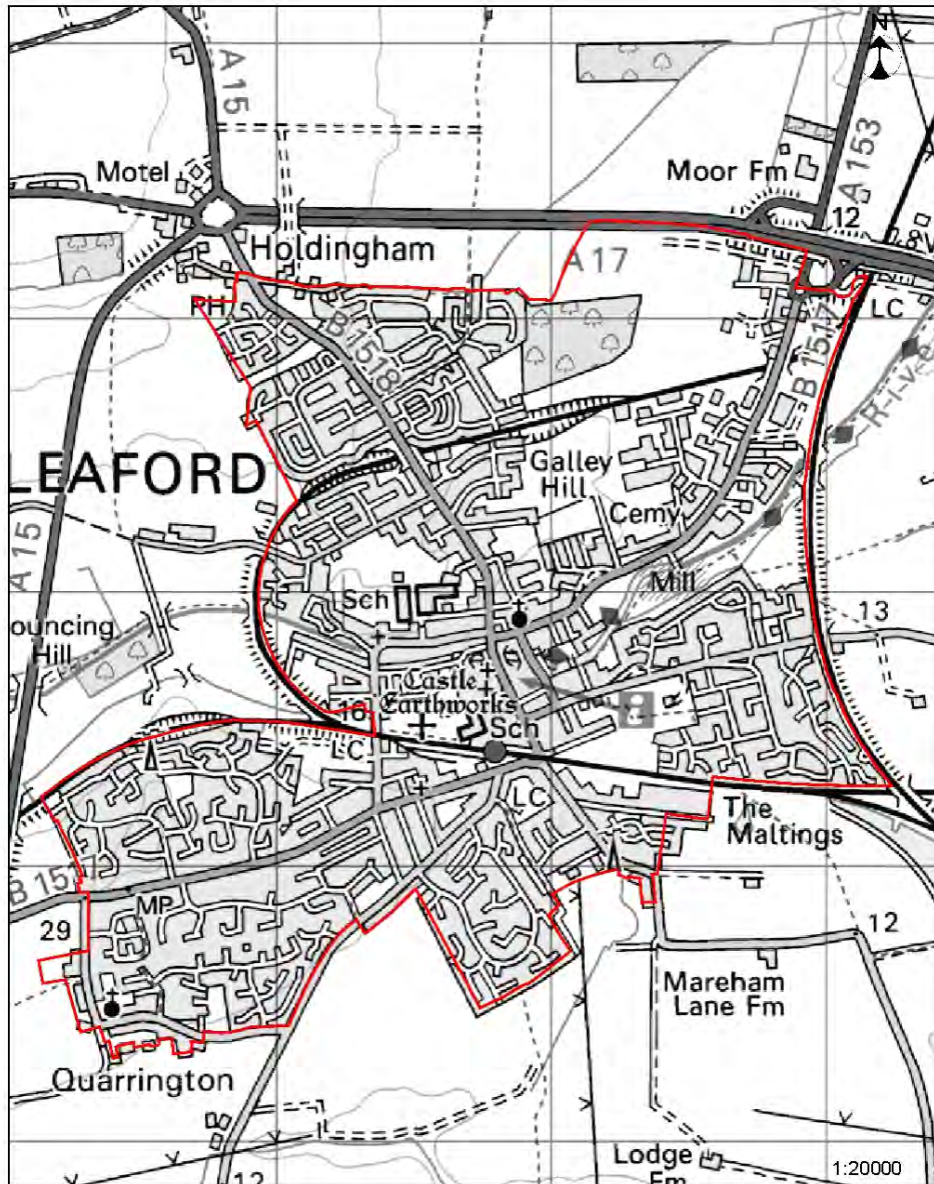 N
A 15
A 153
Motel
Moor Fm
12
Holdingham
A 17
PH
LC
B 1518
B 1517
LEAFORD
Galley
Hill
Cemy
A 15
Sch
Mill
ouncing
Hill
13
Castle
Earthworks
16
Sch
LC
LC
The
Maltings
B 1517
MP
29
12
Mareham
Lane Fm
Quarrington
Lodge
Fm
12
1:20000